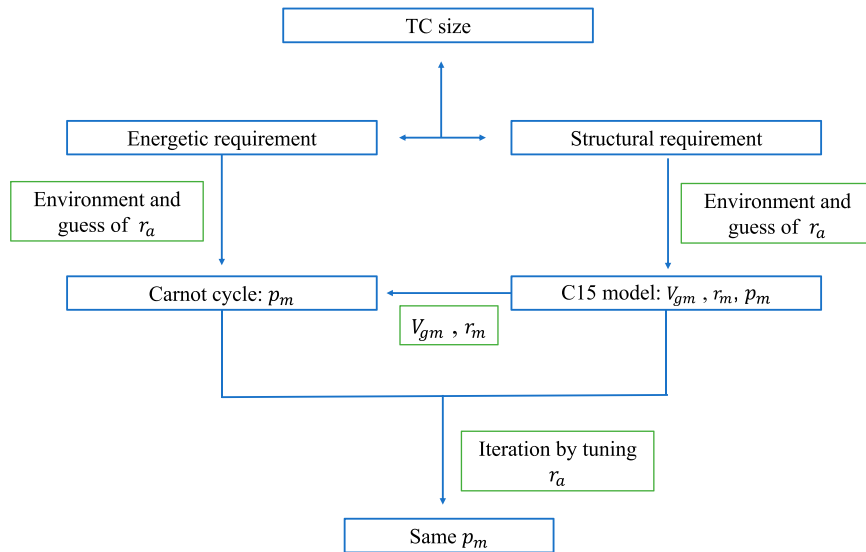 TC size
Energetic requirement
Structural requirement
Environment and
guess of r_a
Environment and
guess of r_a
Carnot cycle: p_m
C15 model: V_gm , r_m, p_m
V_gm , r_m
Iteration by tuning
r_a
Same p_m